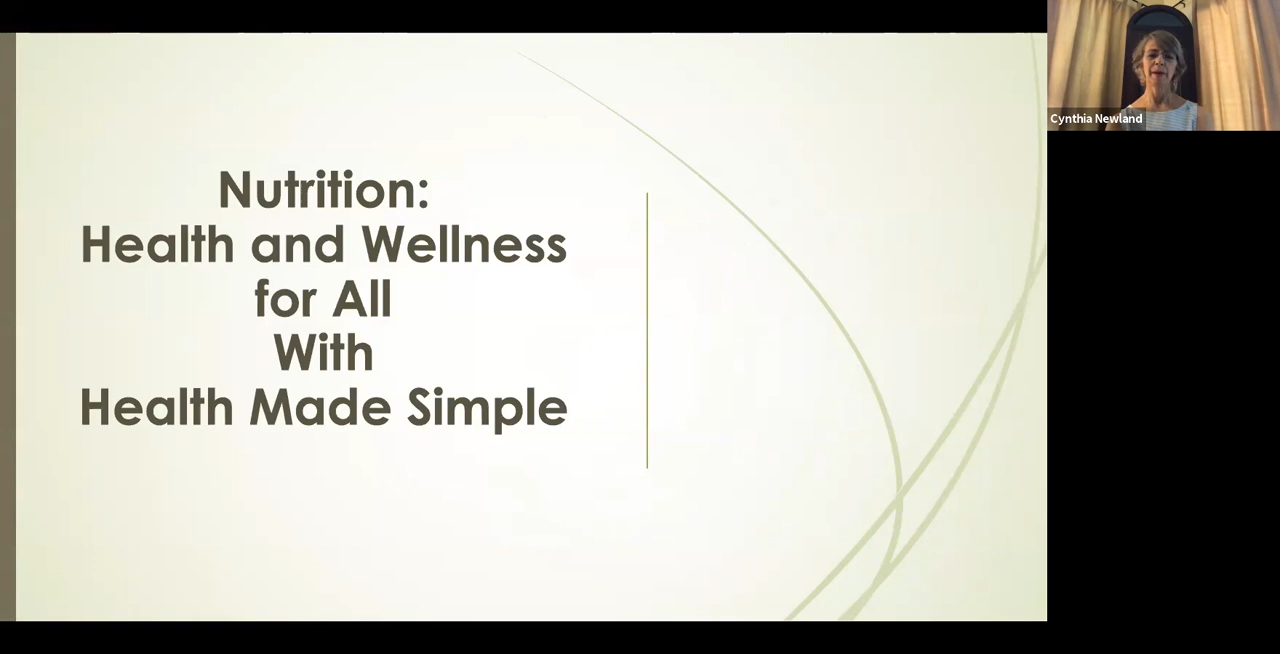 Nutrition:
Health and Wellness
for All
With
Health Made Simple
Cynthia Newland